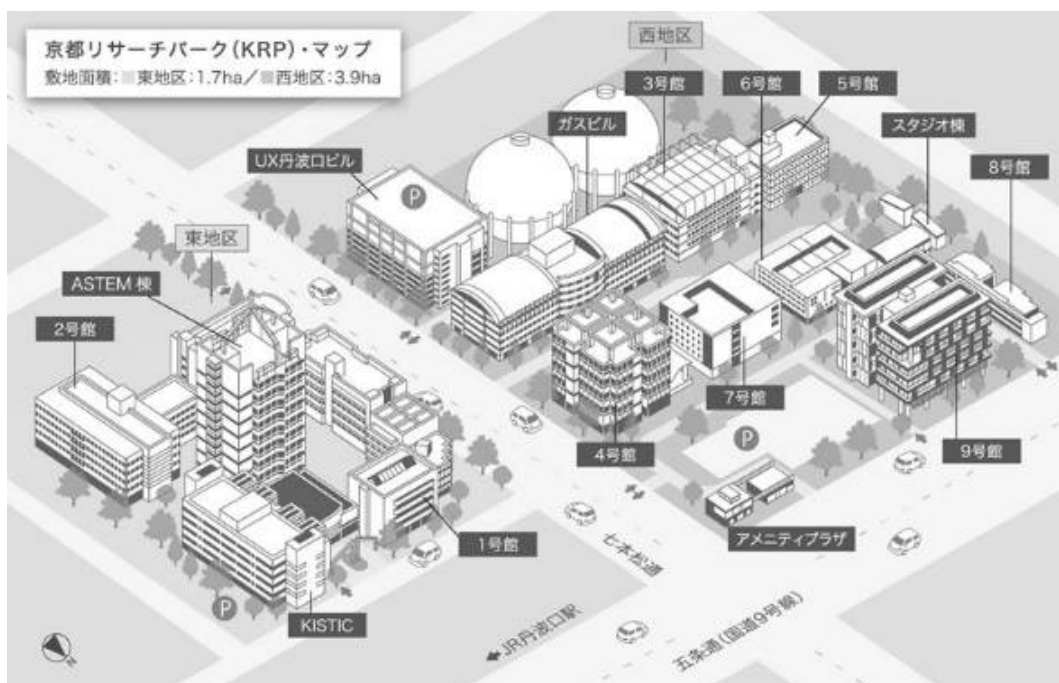 京都リサーチパーク(KRP)・マップ
敷地面積:■東地区:1.7ha/■西地区:3.9ha
西地区
3号館
6号館
5号館
ガスビル
スタジオ棟
UX丹波口ビル
P
8号館
東地区
ASTEM棟
2号館
7号館
P
4号館
9号館
1号館
アメニティプラザ
七本松通
P
KISTIC
JR丹波口駅
五条通(国道9号線)
N